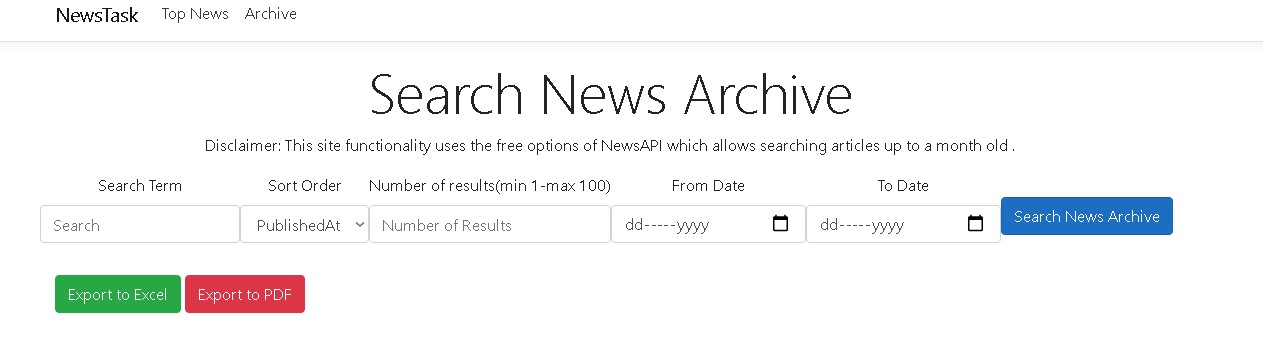 NewsTask Top News Archive
Search News Archive
Disclaimer: This site functionality uses the free options of NewsAPI which allows searching articles up to a month old .
Search Term Sort Order Number of results(min 1-max 100) From Date To Date
Search PublishedAt Number of Results dd-----yyyy dd-----yyyy Search News Archive
Export to Excel Export to PDF